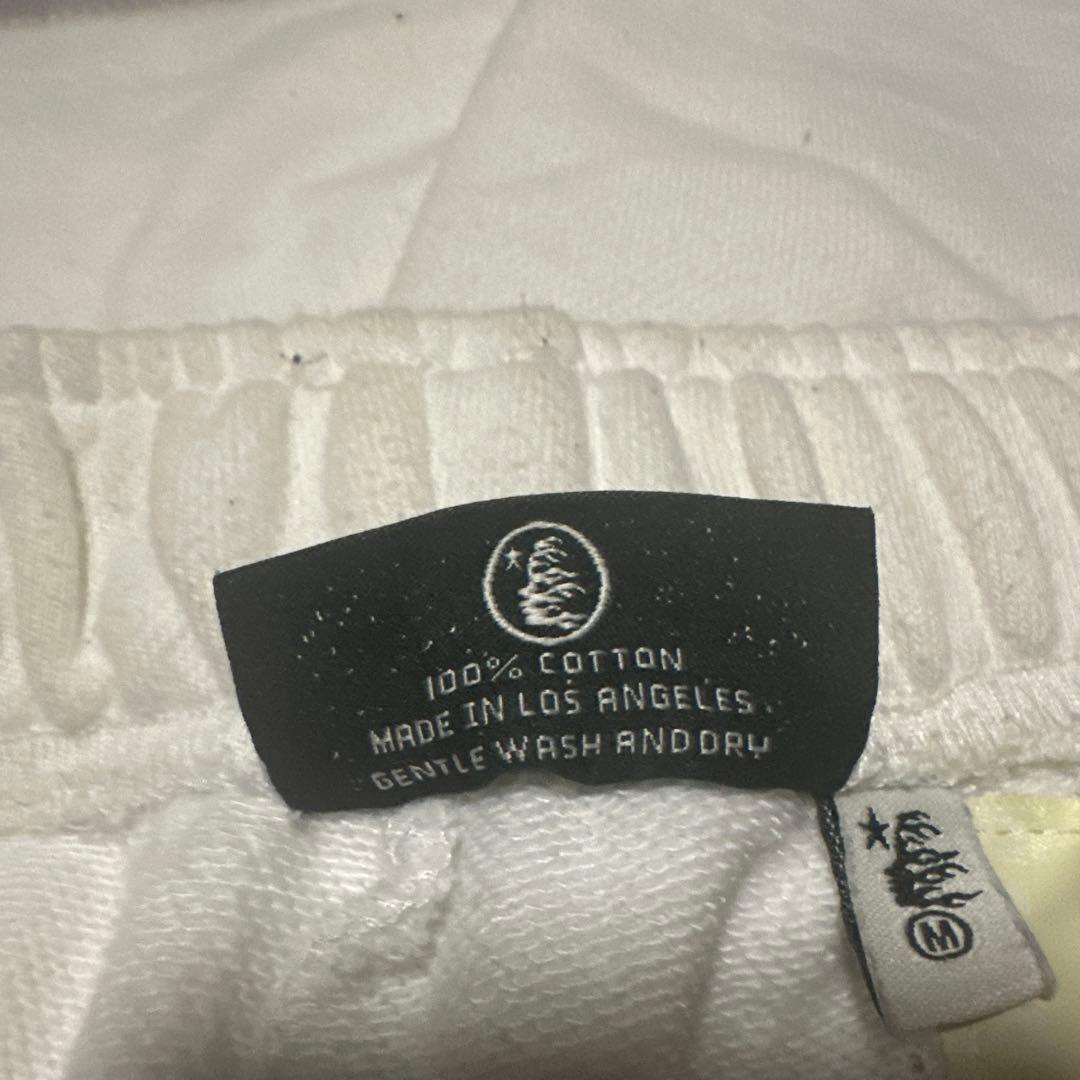 100% COTTON
MADE IN LOS ANGELES
GENTLE WASH AND DRY
M